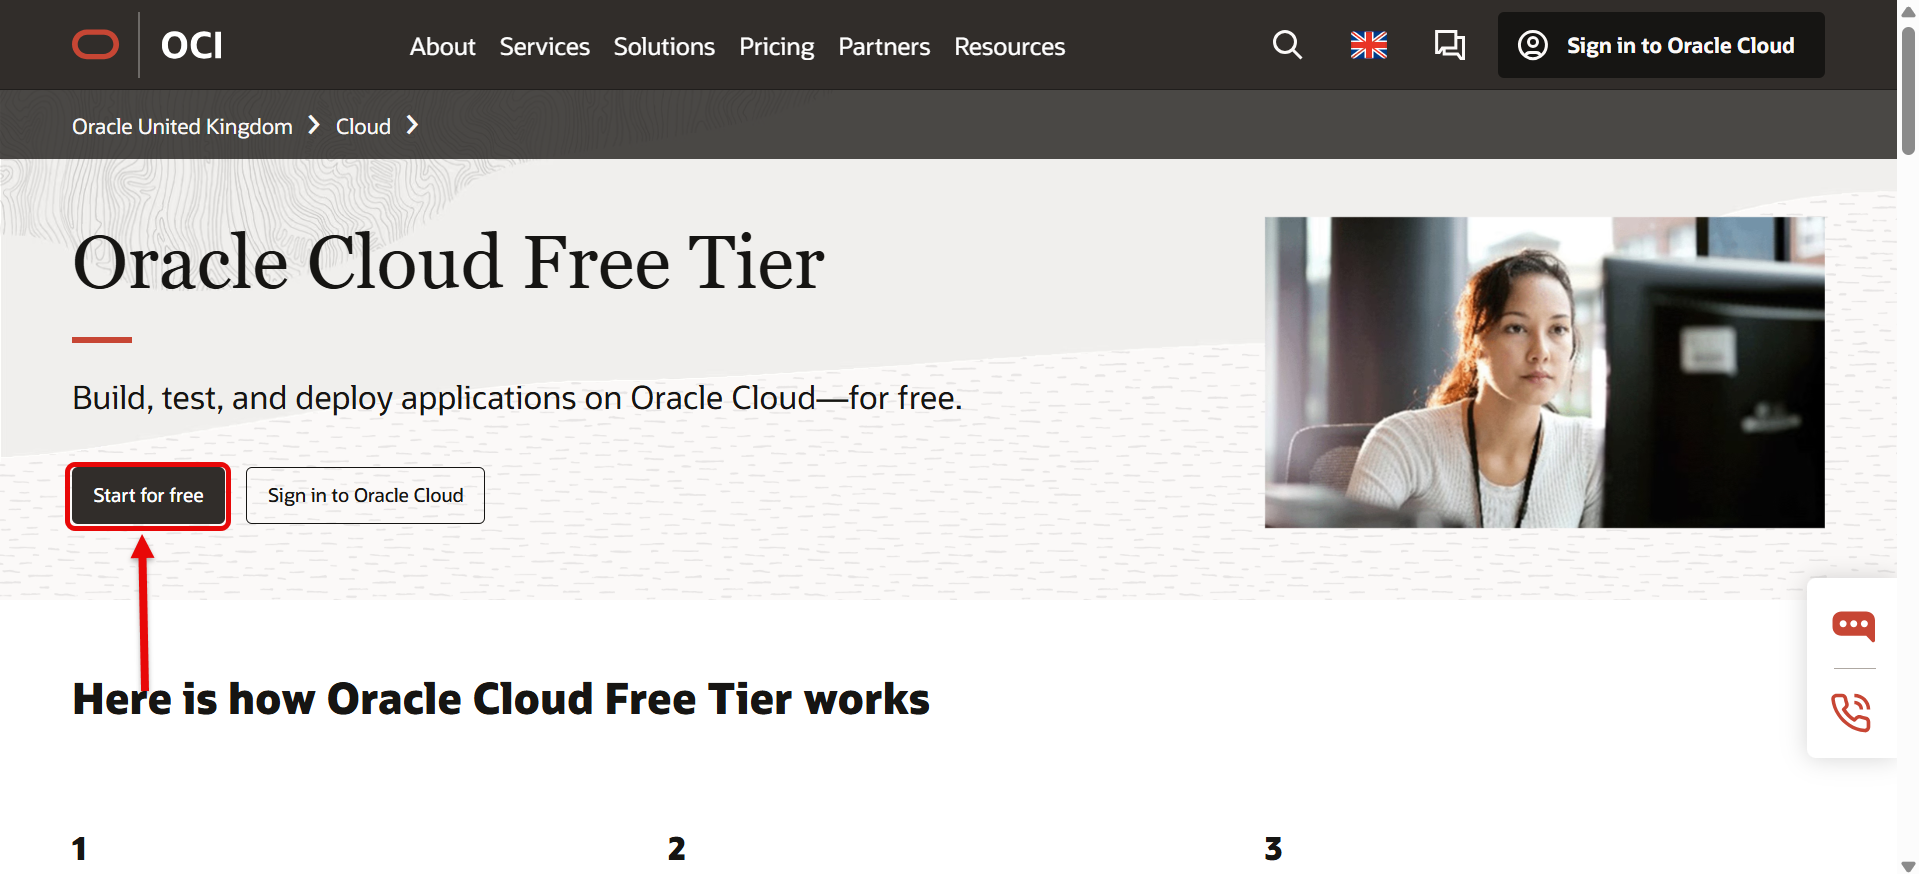 OCI
About Services Solutions Pricing Partners Resources
Sign in to Oracle Cloud
Oracle United Kingdom Cloud
Oracle Cloud Free Tier
Build, test, and deploy applications on Oracle Cloud—for free.
Start for free
Sign in to Oracle Cloud
Here is how Oracle Cloud Free Tier works
1
2
3